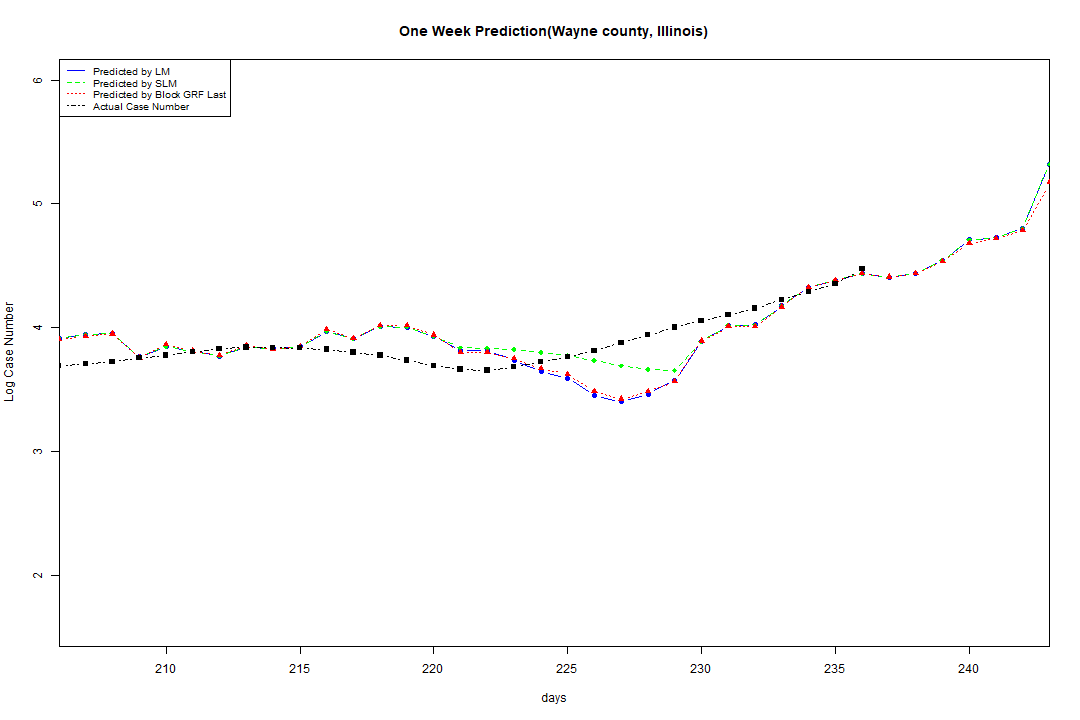 One Week Prediction(Wayne county, Illinois)
Predicted by LM
Predicted by SLM
Predicted by Block GRF Last
Actual Case Number
6
5
4
3
2
Log Case Number
210 215 220 225 230 235 240
days